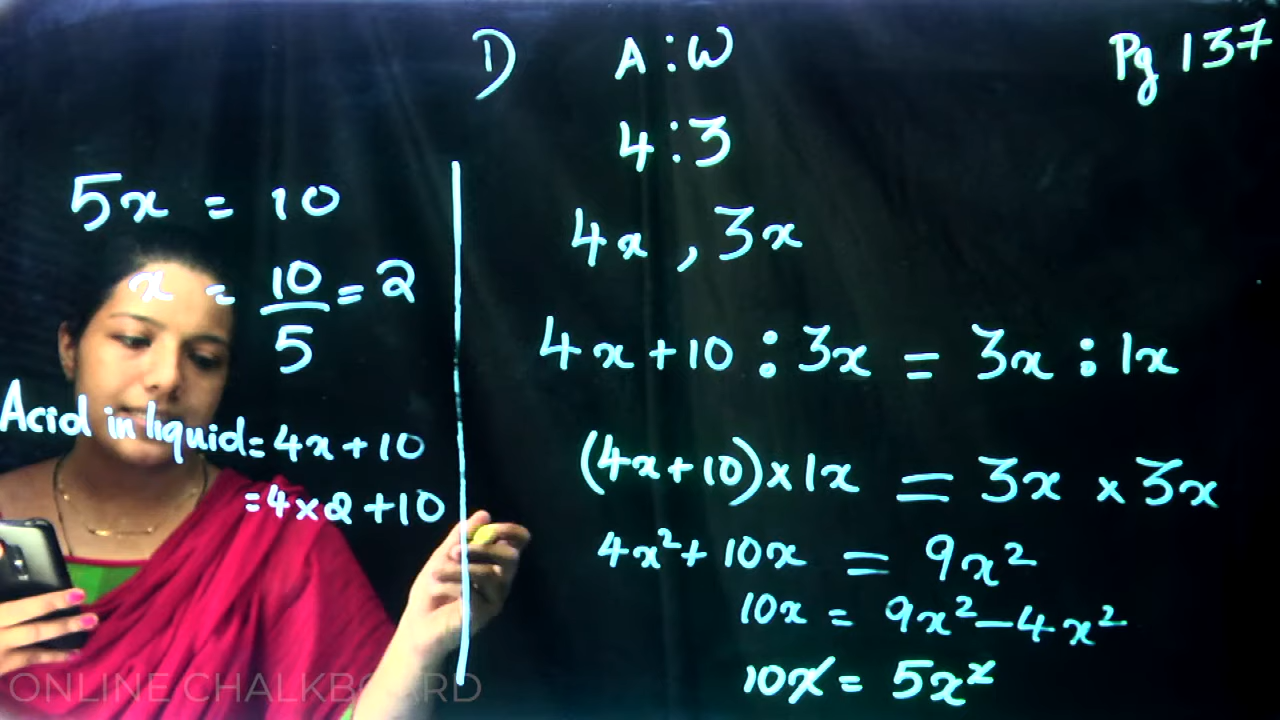 D A : W Pg 137
4 : 3
4x , 3x
4x + 10 : 3x = 3x : 1x
(4x+10) × 1x = 3x × 3x
4x² + 10x = 9x²
10x = 9x² – 4x²
10x = 5x²
5x = 10
x = 10/5 = 2
Acid in liquid = 4x + 10
= 4 × 2 + 10
ONLINE CHALKBOARD